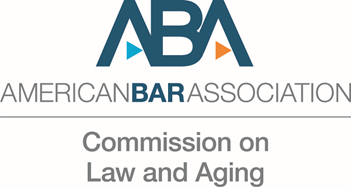 ABA
AMERICANBARASSOCIATION
Commission on
Law and Aging